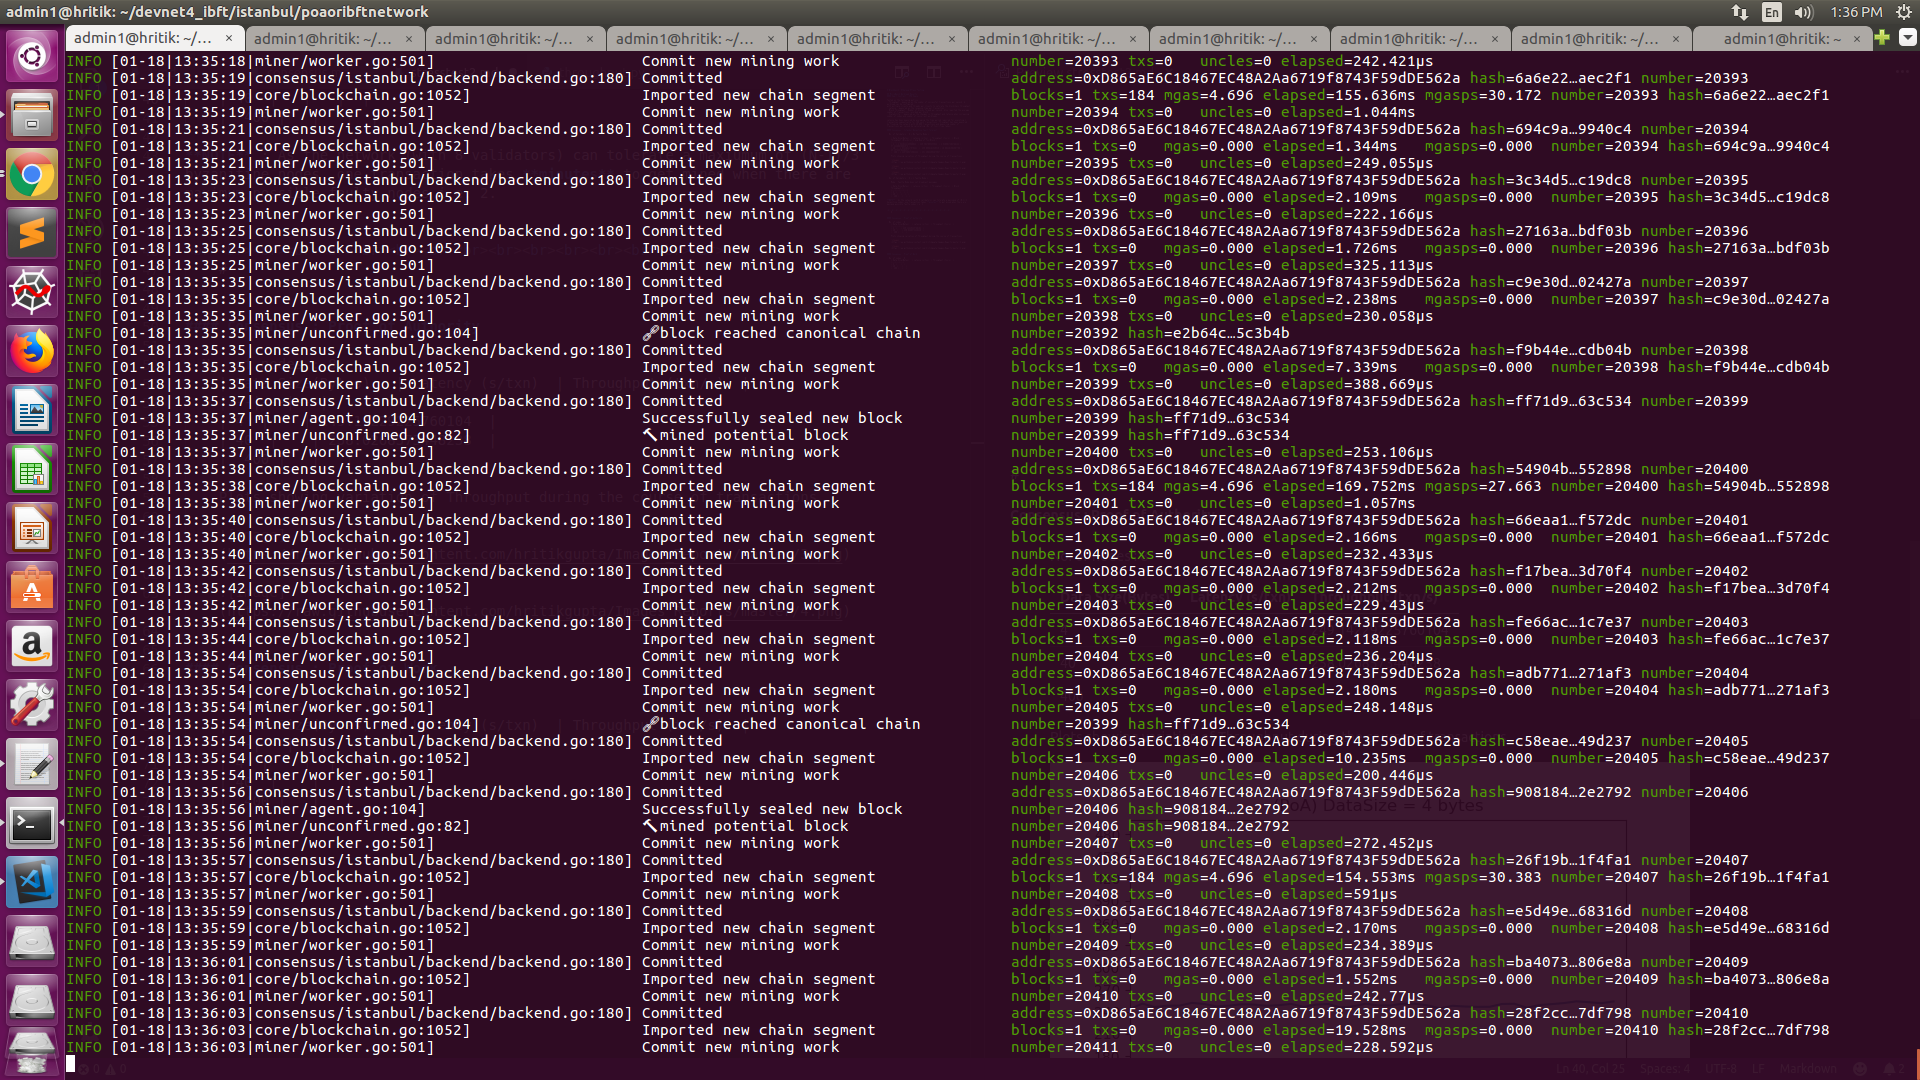 admin1@hritik: ~/devnet4_ibft/istanbul/poaoribftnetwork
En 1:36 PM
admin1@hritik: ~/... × admin1@hritik: ~/... × admin1@hritik: ~/... × admin1@hritik: ~/... × admin1@hritik: ~/... × admin1@hritik: ~/... × admin1@hritik: ~/... × admin1@hritik: ~/... × admin1@hritik: ~/... × admin1@hritik: ~ ×
INFO [01-18|13:35:18|miner/worker.go:501] Commit new mining work number=20393 txs=0 uncles=0 elapsed=242.421µs
INFO [01-18|13:35:19|consensus/istanbul/backend/backend.go:180] Committed address=0xD865aE6C18467EC48A2Aa6719f8743F59dDE562a hash=6a6e22…aec2f1 number=20393
INFO [01-18|13:35:19|core/blockchain.go:1052] Imported new chain segment blocks=1 txs=184 mgas=4.696 elapsed=155.636ms mgasps=30.172 number=20393 hash=6a6e22…aec2f1
INFO [01-18|13:35:19|miner/worker.go:501] Commit new mining work number=20394 txs=0 uncles=0 elapsed=1.044ms
INFO [01-18|13:35:21|consensus/istanbul/backend/backend.go:180] Committed address=0xD865aE6C18467EC48A2Aa6719f8743F59dDE562a hash=694c9a…9940c4 number=20394
INFO [01-18|13:35:21|core/blockchain.go:1052] Imported new chain segment blocks=1 txs=0 mgas=0.000 elapsed=1.344ms mgasps=0.000 number=20394 hash=694c9a…9940c4
INFO [01-18|13:35:21|miner/worker.go:501] Commit new mining work number=20395 txs=0 uncles=0 elapsed=249.055µs
INFO [01-18|13:35:23|consensus/istanbul/backend/backend.go:180] Committed address=0xD865aE6C18467EC48A2Aa6719f8743F59dDE562a hash=3c34d5…c19dc8 number=20395
INFO [01-18|13:35:23|core/blockchain.go:1052] Imported new chain segment blocks=1 txs=0 mgas=0.000 elapsed=2.109ms mgasps=0.000 number=20395 hash=3c34d5…c19dc8
INFO [01-18|13:35:23|miner/worker.go:501] Commit new mining work number=20396 txs=0 uncles=0 elapsed=222.166µs
INFO [01-18|13:35:25|consensus/istanbul/backend/backend.go:180] Committed address=0xD865aE6C18467EC48A2Aa6719f8743F59dDE562a hash=27163a…bdf03b number=20396
INFO [01-18|13:35:25|core/blockchain.go:1052] Imported new chain segment blocks=1 txs=0 mgas=0.000 elapsed=1.726ms mgasps=0.000 number=20396 hash=27163a…bdf03b
INFO [01-18|13:35:25|miner/worker.go:501] Commit new mining work number=20397 txs=0 uncles=0 elapsed=325.113µs
INFO [01-18|13:35:35|consensus/istanbul/backend/backend.go:180] Committed address=0xD865aE6C18467EC48A2Aa6719f8743F59dDE562a hash=c9e30d…02427a number=20397
INFO [01-18|13:35:35|core/blockchain.go:1052] Imported new chain segment blocks=1 txs=0 mgas=0.000 elapsed=2.238ms mgasps=0.000 number=20397 hash=c9e30d…02427a
INFO [01-18|13:35:35|miner/worker.go:501] Commit new mining work number=20398 txs=0 uncles=0 elapsed=230.058µs
INFO [01-18|13:35:35|miner/unconfirmed.go:104] 🔗block reached canonical chain number=20392 hash=e2b64c…5c3b4b
INFO [01-18|13:35:35|consensus/istanbul/backend/backend.go:180] Committed address=0xD865aE6C18467EC48A2Aa6719f8743F59dDE562a hash=f9b44e…cdb04b number=20398
INFO [01-18|13:35:35|core/blockchain.go:1052] Imported new chain segment blocks=1 txs=0 mgas=0.000 elapsed=7.339ms mgasps=0.000 number=20398 hash=f9b44e…cdb04b
INFO [01-18|13:35:35|miner/worker.go:501] Commit new mining work number=20399 txs=0 uncles=0 elapsed=388.669µs
INFO [01-18|13:35:37|consensus/istanbul/backend/backend.go:180] Committed address=0xD865aE6C18467EC48A2Aa6719f8743F59dDE562a hash=ff71d9…63c534 number=20399
INFO [01-18|13:35:37|miner/agent.go:104] Successfully sealed new block number=20399 hash=ff71d9…63c534
INFO [01-18|13:35:37|miner/unconfirmed.go:82] 🔨mined potential block number=20399 hash=ff71d9…63c534
INFO [01-18|13:35:37|miner/worker.go:501] Commit new mining work number=20400 txs=0 uncles=0 elapsed=253.106µs
INFO [01-18|13:35:38|consensus/istanbul/backend/backend.go:180] Committed address=0xD865aE6C18467EC48A2Aa6719f8743F59dDE562a hash=54904b…552898 number=20400
INFO [01-18|13:35:38|core/blockchain.go:1052] Imported new chain segment blocks=1 txs=184 mgas=4.696 elapsed=169.752ms mgasps=27.663 number=20400 hash=54904b…552898
INFO [01-18|13:35:38|miner/worker.go:501] Commit new mining work number=20401 txs=0 uncles=0 elapsed=1.057ms
INFO [01-18|13:35:40|consensus/istanbul/backend/backend.go:180] Committed address=0xD865aE6C18467EC48A2Aa6719f8743F59dDE562a hash=66eaa1…f572dc number=20401
INFO [01-18|13:35:40|core/blockchain.go:1052] Imported new chain segment blocks=1 txs=0 mgas=0.000 elapsed=2.166ms mgasps=0.000 number=20401 hash=66eaa1…f572dc
INFO [01-18|13:35:40|miner/worker.go:501] Commit new mining work number=20402 txs=0 uncles=0 elapsed=232.433µs
INFO [01-18|13:35:42|consensus/istanbul/backend/backend.go:180] Committed address=0xD865aE6C18467EC48A2Aa6719f8743F59dDE562a hash=f17bea…3d70f4 number=20402
INFO [01-18|13:35:42|core/blockchain.go:1052] Imported new chain segment blocks=1 txs=0 mgas=0.000 elapsed=2.212ms mgasps=0.000 number=20402 hash=f17bea…3d70f4
INFO [01-18|13:35:42|miner/worker.go:501] Commit new mining work number=20403 txs=0 uncles=0 elapsed=229.43µs
INFO [01-18|13:35:44|consensus/istanbul/backend/backend.go:180] Committed address=0xD865aE6C18467EC48A2Aa6719f8743F59dDE562a hash=fe66ac…1c7e37 number=20403
INFO [01-18|13:35:44|core/blockchain.go:1052] Imported new chain segment blocks=1 txs=0 mgas=0.000 elapsed=2.118ms mgasps=0.000 number=20403 hash=fe66ac…1c7e37
INFO [01-18|13:35:44|miner/worker.go:501] Commit new mining work number=20404 txs=0 uncles=0 elapsed=236.204µs
INFO [01-18|13:35:54|consensus/istanbul/backend/backend.go:180] Committed address=0xD865aE6C18467EC48A2Aa6719f8743F59dDE562a hash=adb771…271af3 number=20404
INFO [01-18|13:35:54|core/blockchain.go:1052] Imported new chain segment blocks=1 txs=0 mgas=0.000 elapsed=2.180ms mgasps=0.000 number=20404 hash=adb771…271af3
INFO [01-18|13:35:54|miner/worker.go:501] Commit new mining work number=20405 txs=0 uncles=0 elapsed=248.148µs
INFO [01-18|13:35:54|miner/unconfirmed.go:104] 🔗block reached canonical chain number=20399 hash=ff71d9…63c534
INFO [01-18|13:35:54|consensus/istanbul/backend/backend.go:180] Committed address=0xD865aE6C18467EC48A2Aa6719f8743F59dDE562a hash=c58eae…49d237 number=20405
INFO [01-18|13:35:54|core/blockchain.go:1052] Imported new chain segment blocks=1 txs=0 mgas=0.000 elapsed=10.235ms mgasps=0.000 number=20405 hash=c58eae…49d237
INFO [01-18|13:35:54|miner/worker.go:501] Commit new mining work number=20406 txs=0 uncles=0 elapsed=200.446µs
INFO [01-18|13:35:56|consensus/istanbul/backend/backend.go:180] Committed address=0xD865aE6C18467EC48A2Aa6719f8743F59dDE562a hash=908184…2e2792 number=20406
INFO [01-18|13:35:56|miner/agent.go:104] Successfully sealed new block number=20406 hash=908184…2e2792
INFO [01-18|13:35:56|miner/unconfirmed.go:82] 🔨mined potential block number=20406 hash=908184…2e2792
INFO [01-18|13:35:56|miner/worker.go:501] Commit new mining work number=20407 txs=0 uncles=0 elapsed=272.452µs
INFO [01-18|13:35:57|consensus/istanbul/backend/backend.go:180] Committed address=0xD865aE6C18467EC48A2Aa6719f8743F59dDE562a hash=26f19b…1f4fa1 number=20407
INFO [01-18|13:35:57|core/blockchain.go:1052] Imported new chain segment blocks=1 txs=184 mgas=4.696 elapsed=154.553ms mgasps=30.383 number=20407 hash=26f19b…1f4fa1
INFO [01-18|13:35:57|miner/worker.go:501] Commit new mining work number=20408 txs=0 uncles=0 elapsed=591µs
INFO [01-18|13:35:59|consensus/istanbul/backend/backend.go:180] Committed address=0xD865aE6C18467EC48A2Aa6719f8743F59dDE562a hash=e5d49e…68316d number=20408
INFO [01-18|13:35:59|core/blockchain.go:1052] Imported new chain segment blocks=1 txs=0 mgas=0.000 elapsed=2.170ms mgasps=0.000 number=20408 hash=e5d49e…68316d
INFO [01-18|13:35:59|miner/worker.go:501] Commit new mining work number=20409 txs=0 uncles=0 elapsed=234.389µs
INFO [01-18|13:36:01|consensus/istanbul/backend/backend.go:180] Committed address=0xD865aE6C18467EC48A2Aa6719f8743F59dDE562a hash=ba4073…806e8a number=20409
INFO [01-18|13:36:01|core/blockchain.go:1052] Imported new chain segment blocks=1 txs=0 mgas=0.000 elapsed=1.552ms mgasps=0.000 number=20409 hash=ba4073…806e8a
INFO [01-18|13:36:01|miner/worker.go:501] Commit new mining work number=20410 txs=0 uncles=0 elapsed=242.77µs
INFO [01-18|13:36:03|consensus/istanbul/backend/backend.go:180] Committed address=0xD865aE6C18467EC48A2Aa6719f8743F59dDE562a hash=28f2cc…7df798 number=20410
INFO [01-18|13:36:03|core/blockchain.go:1052] Imported new chain segment blocks=1 txs=0 mgas=0.000 elapsed=19.528ms mgasps=0.000 number=20410 hash=28f2cc…7df798
INFO [01-18|13:36:03|miner/worker.go:501] Commit new mining work number=20411 txs=0 uncles=0 elapsed=228.592µs
DataSize = 4 bytes
Ln 40, Col 25 Spaces: 4 UTF-8 LF Markdown